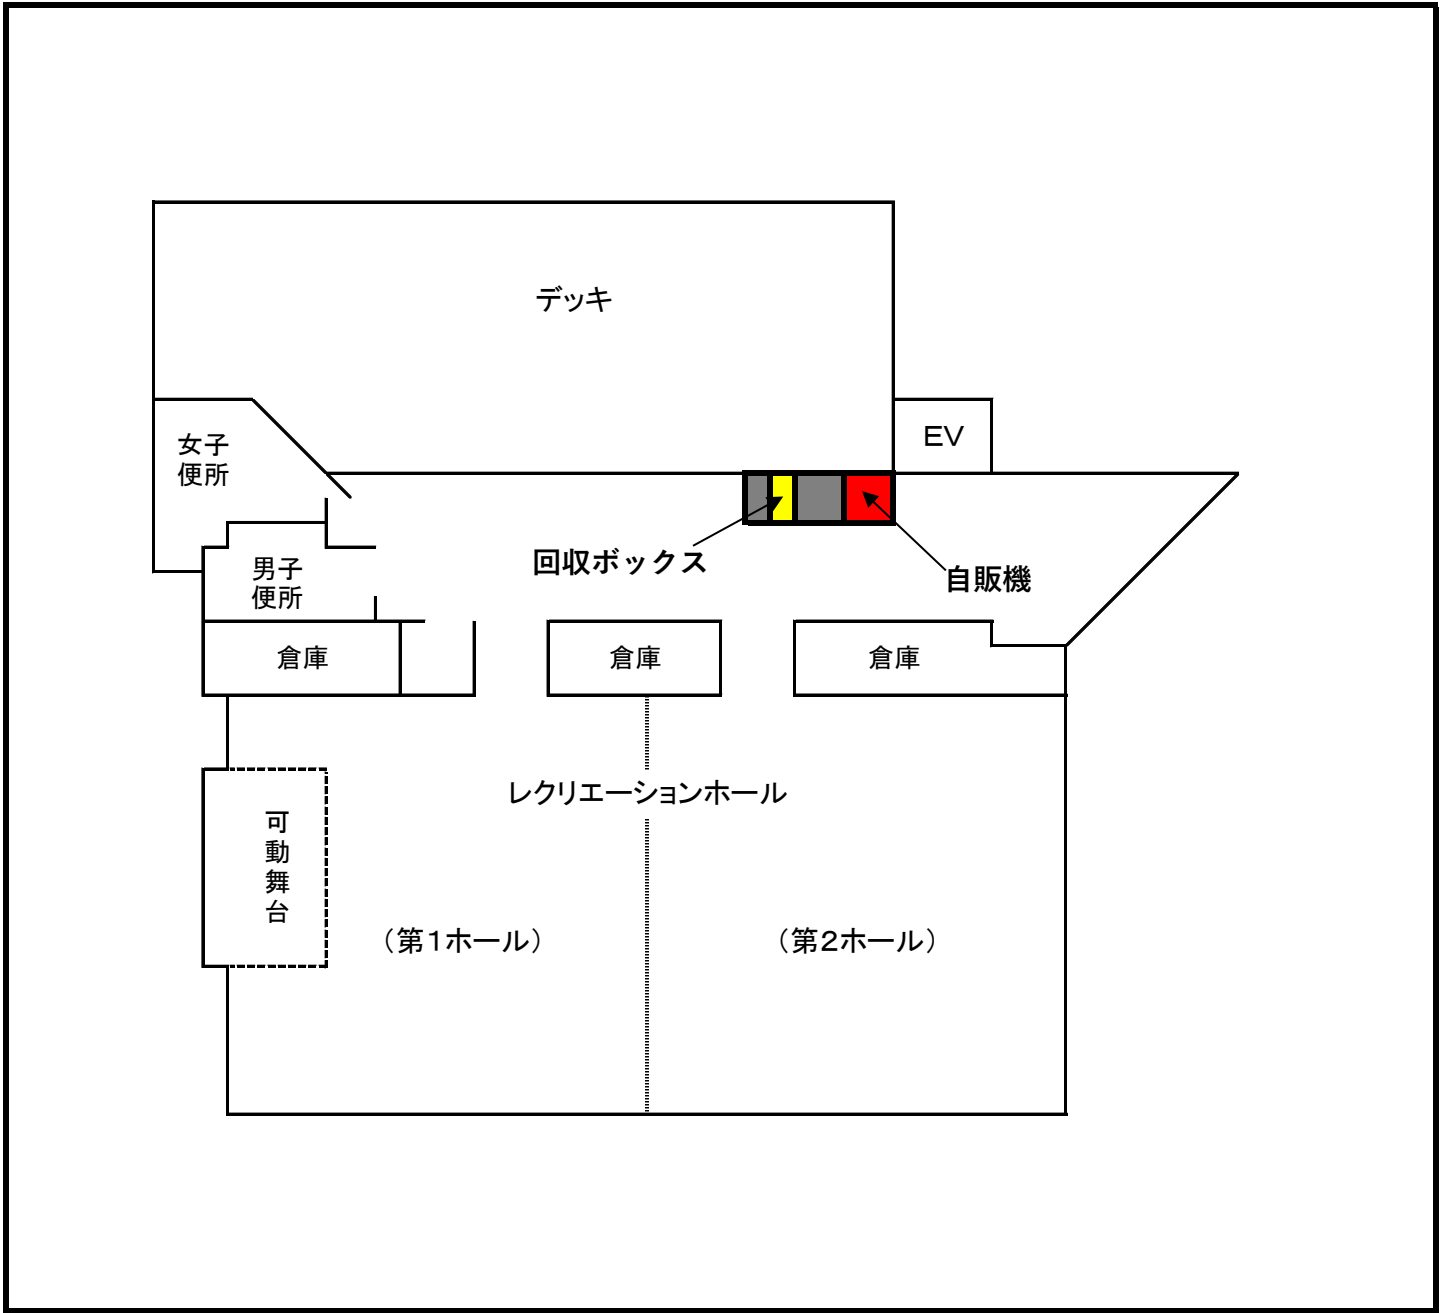 デッキ
EV
女子
便所
回収ボックス
自販機
男子
便所
倉庫
倉庫
倉庫
レクリエーションホール
可動舞台
（第１ホール）
（第２ホール）